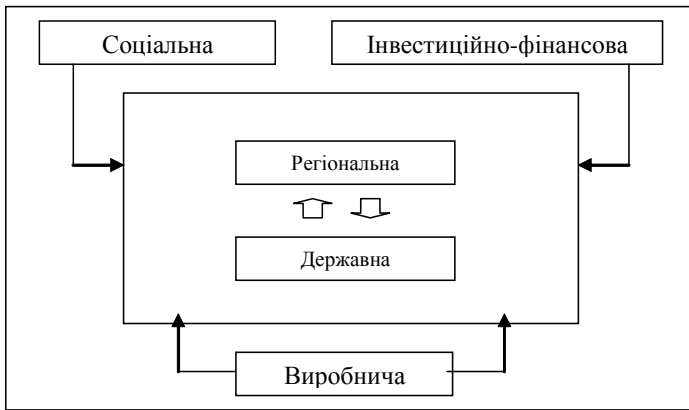 Соціальна
Інвестиційно-фінансова
Регіональна
Державна
Виробнича